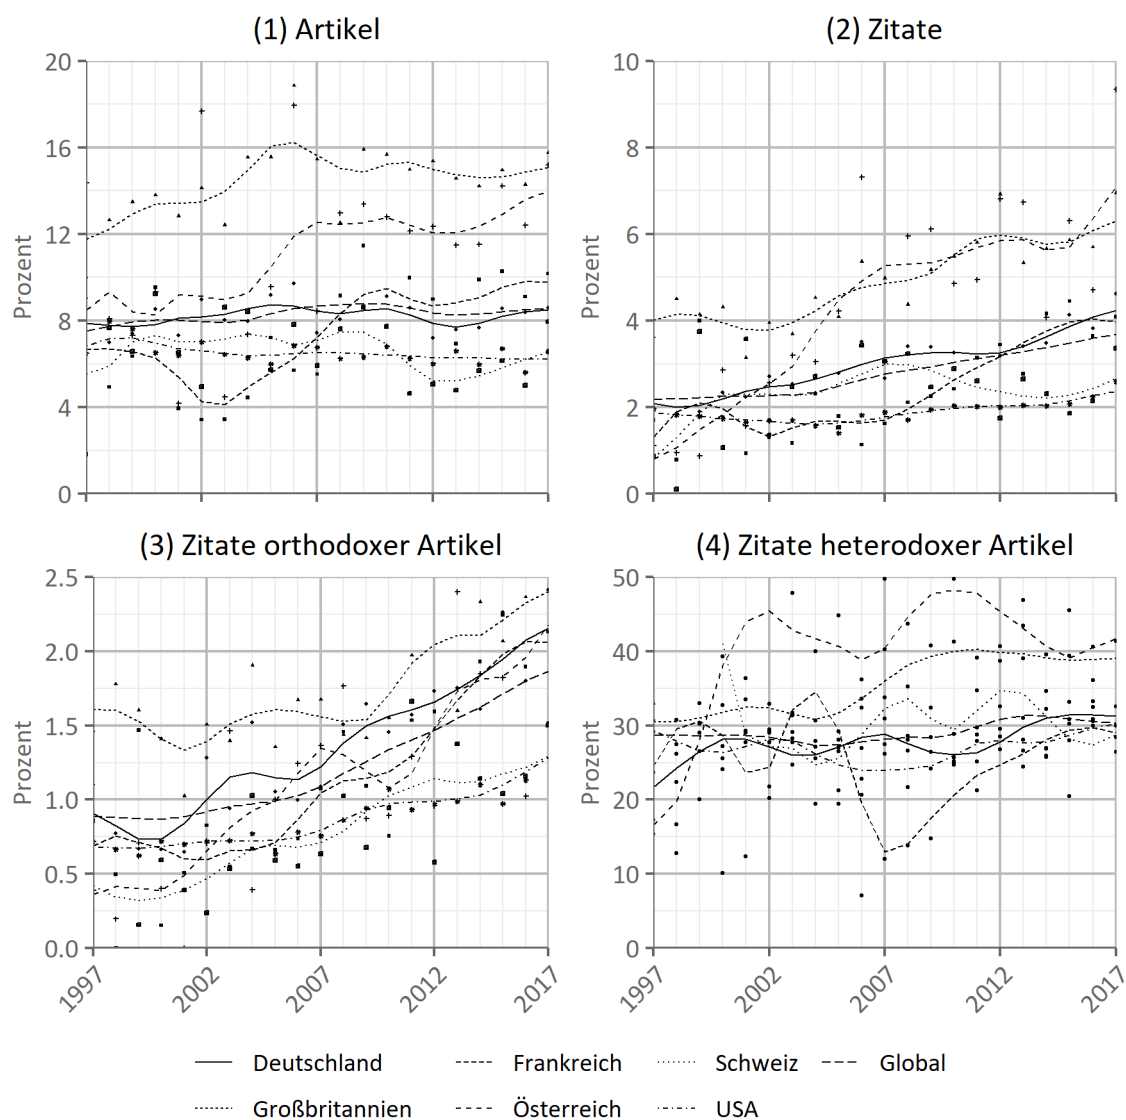 (1) Artikel
(2) Zitate
20
16
12
8
4
0
Prozent
10
8
6
4
2
0
Prozent
(3) Zitate orthodoxer Artikel
(4) Zitate heterodoxer Artikel
2.5
2.0
1.5
1.0
0.5
0.0
Prozent
50
40
30
20
10
0
Prozent
1997
2002
2007
2012
2017
1997
2002
2007
2012
2017
Deutschland
Frankreich
Schweiz
Global
Großbritannien
Österreich
USA